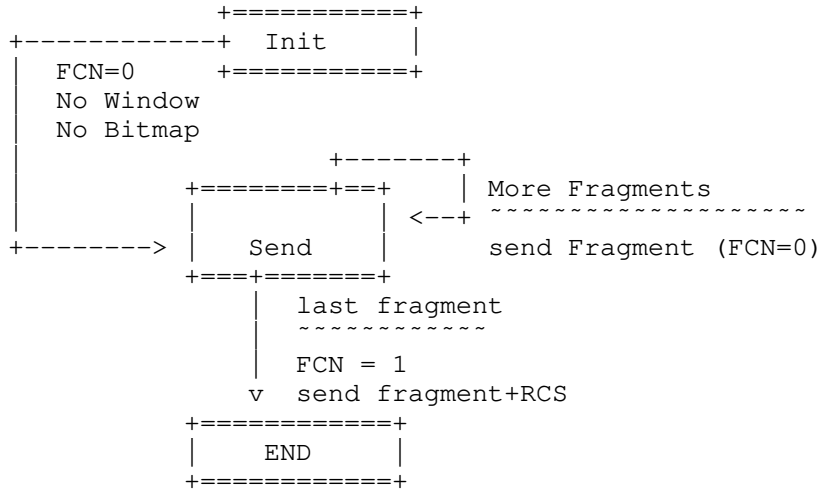 Init
FCN=0
No Window
No Bitmap
More Fragments
~~~~~~~~~~~~~~~~~~~~
Send send Fragment (FCN=0)
last fragment
~~~~~~~~~~~~
FCN = 1
v send fragment+RCS
END